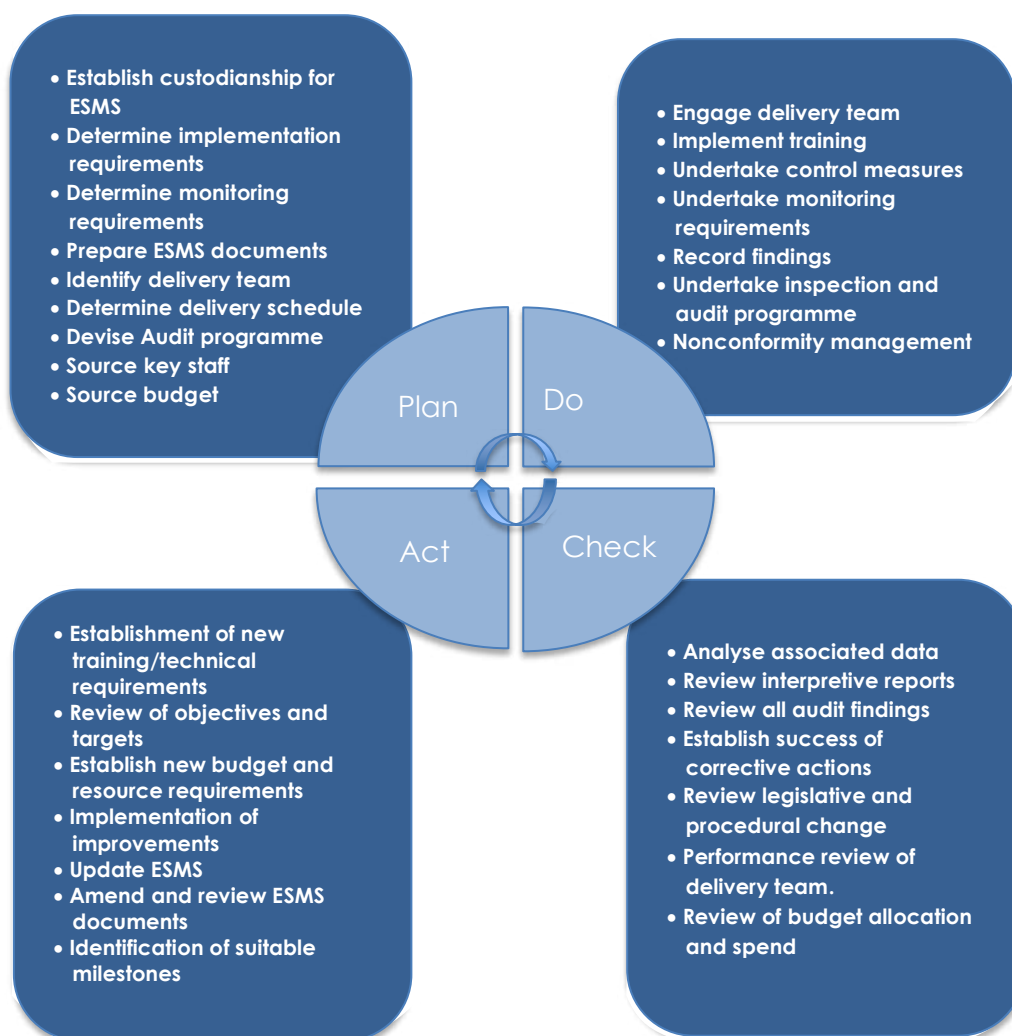 • Establish custodianship for
ESMS
• Determine implementation
requirements
• Determine monitoring
requirements
• Prepare ESMS documents
• Identify delivery team
• Determine delivery schedule
• Devise Audit programme
• Source key staff
• Source budget
• Engage delivery team
• Implement training
• Undertake control measures
• Undertake monitoring
requirements
• Record findings
• Undertake inspection and
audit programme
• Nonconformity management
Plan
Do
Act
Check
• Establishment of new
training/technical
requirements
• Review of objectives and
targets
• Establish new budget and
resource requirements
• Implementation of
improvements
• Update ESMS
• Amend and review ESMS
documents
• Identification of suitable
milestones
• Analyse associated data
• Review interpretive reports
• Review all audit findings
• Establish success of
corrective actions
• Review legislative and
procedural change
• Performance review of
delivery team.
• Review of budget allocation
and spend